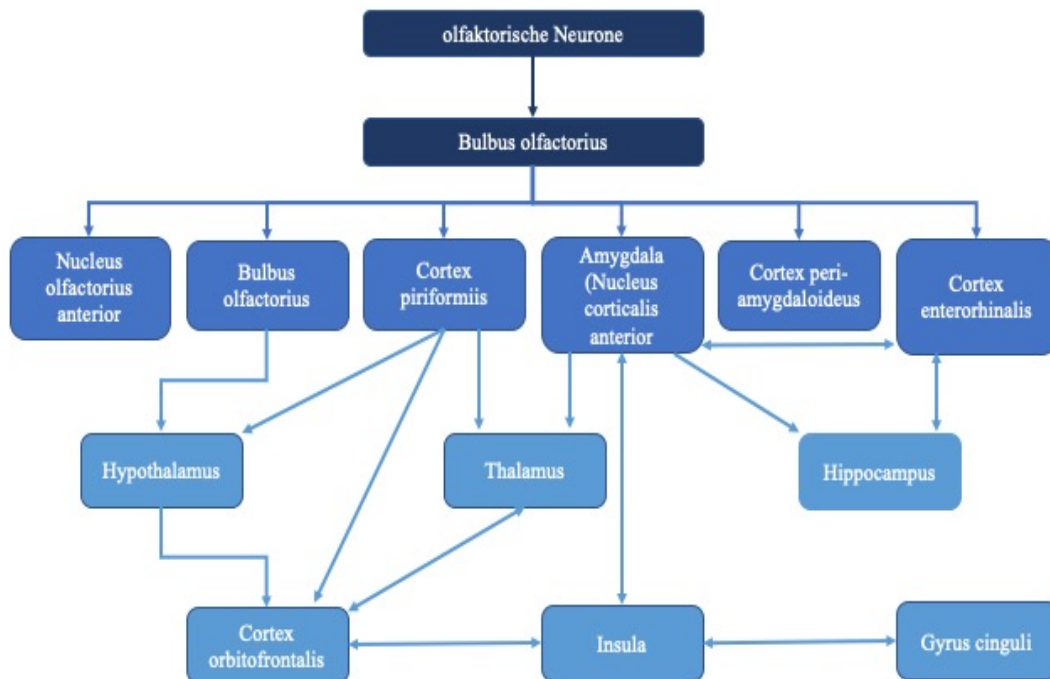 olfaktorische Neurone
Bulbus olfactorius
Nucleus
olfactorius
anterior
Bulbus
olfactorius
Cortex
piriformiis
Amygdala
(Nucleus
corticalis
anterior
Cortex peri-
amygdaloideus
Cortex
enterorhinalis
Hypothalamus
Thalamus
Hippocampus
Cortex
orbitofrontalis
Insula
Gyrus cinguli